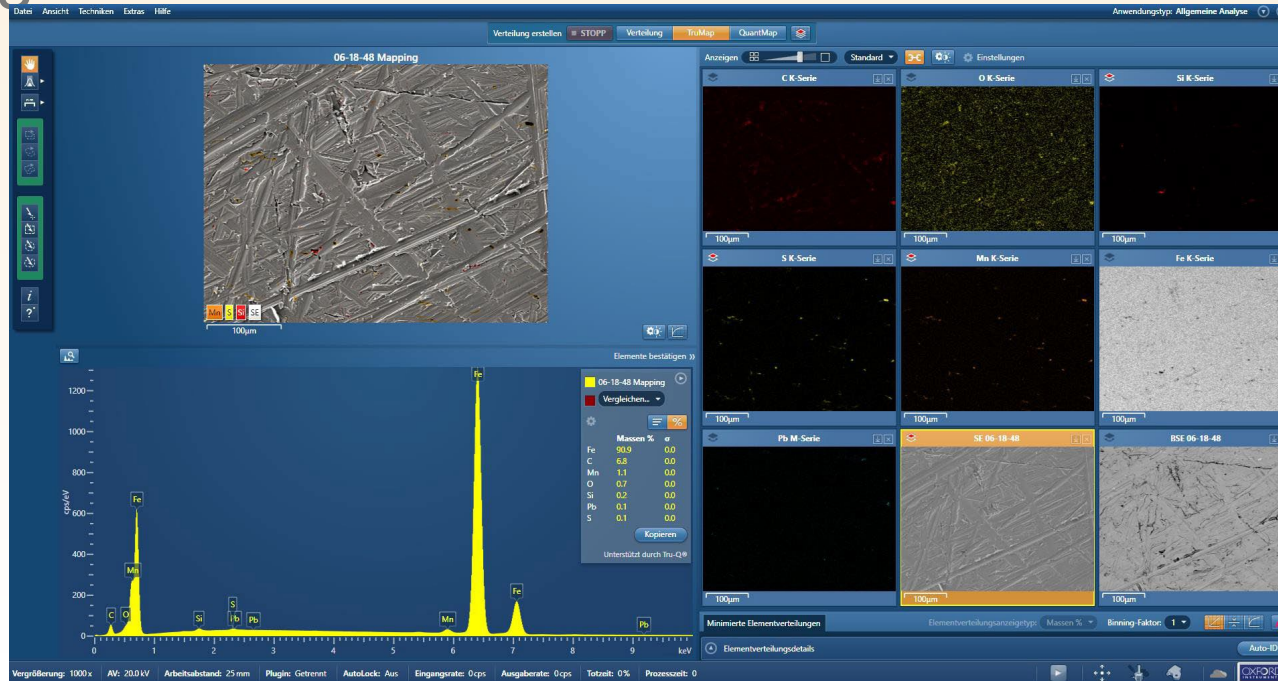 Datei Ansicht Techniken Extras Hilfe
Anwendungstyp: Allgemeine Analyse
Verteilung erstellen STOPP Verteilung TruMap QuantMap
06-18-48 Mapping
Mn S Si SE
100µm
Elemente bestätigen »
cps/eV
1200
1000
800
600
400
200
0
0 1 2 3 4 5 6 7 8 9 keV
C O Mn Fe Si S Pb Pb Mn Fe Fe Pb
06-18-48 Mapping
Vergleichen...
%
Massen % σ
Fe 90.9 0.0
C 6.8 0.0
Mn 1.1 0.0
O 0.7 0.0
Si 0.2 0.0
Pb 0.1 0.0
S 0.1 0.0
Kopieren
Unterstützt durch Tru-Q®
Anzeigen Standard Einstellungen
C K-Serie O K-Serie Si K-Serie
100µm 100µm 100µm
S K-Serie Mn K-Serie Fe K-Serie
100µm 100µm 100µm
Pb M-Serie SE 06-18-48 BSE 06-18-48
100µm 100µm 100µm
Minimierte Elementverteilungen Elementverteilungsanzeigetyp: Massen % Binning-Faktor: 1
Elementverteilungsdetails Auto-ID
Vergrößerung: 1000 x AV: 20.0 kV Arbeitsabstand: 25 mm Plugin: Getrennt AutoLock: Aus Eingangsrate: 0 cps Ausgaberate: 0 cps Totzeit: 0% Prozesszeit: 0
OXFORD
INSTRUMENTS